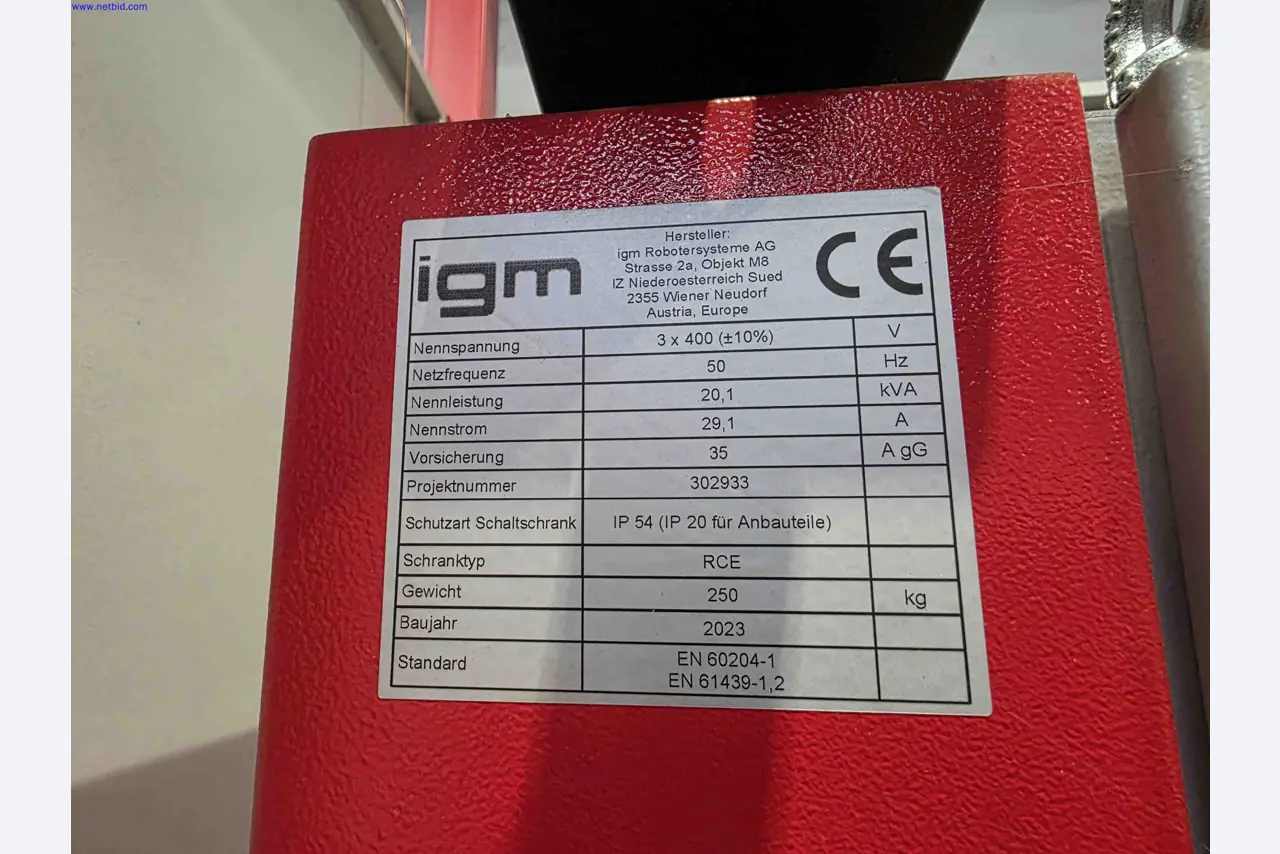 www.netbid.com
igm
Hersteller:
igm Robotersysteme AG
Strasse 2a, Objekt M8
IZ Niederoesterreich Sued
2355 Wiener Neudorf
Austria, Europe
CE
Nennspannung 3 x 400 (±10%) V
Netzfrequenz 50 Hz
Nennleistung 20,1 kVA
Nennstrom 29,1 A
Vorsicherung 35 A gG
Projektnummer 302933
Schutzart Schaltschrank IP 54 (IP 20 für Anbauteile)
Schranktyp RCE
Gewicht 250 kg
Baujahr 2023
Standard EN 60204-1
EN 61439-1,2